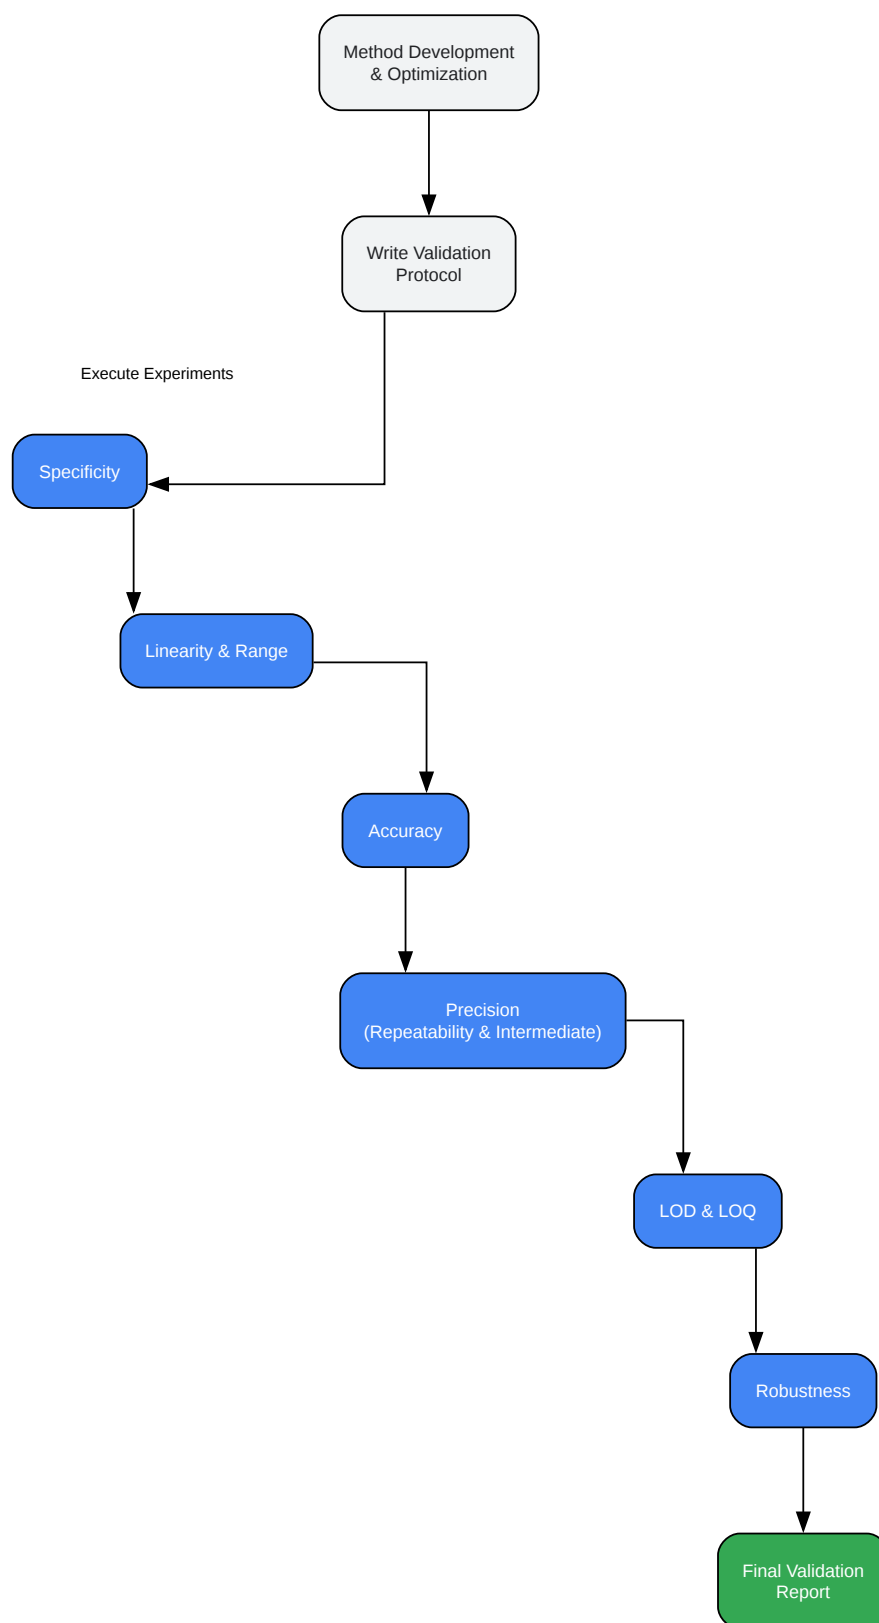 Method Development
& Optimization
Write Validation
Protocol
Execute Experiments
Specificity
Linearity & Range
Accuracy
Precision
(Repeatability & Intermediate)
LOD & LOQ
Robustness
Final Validation
Report